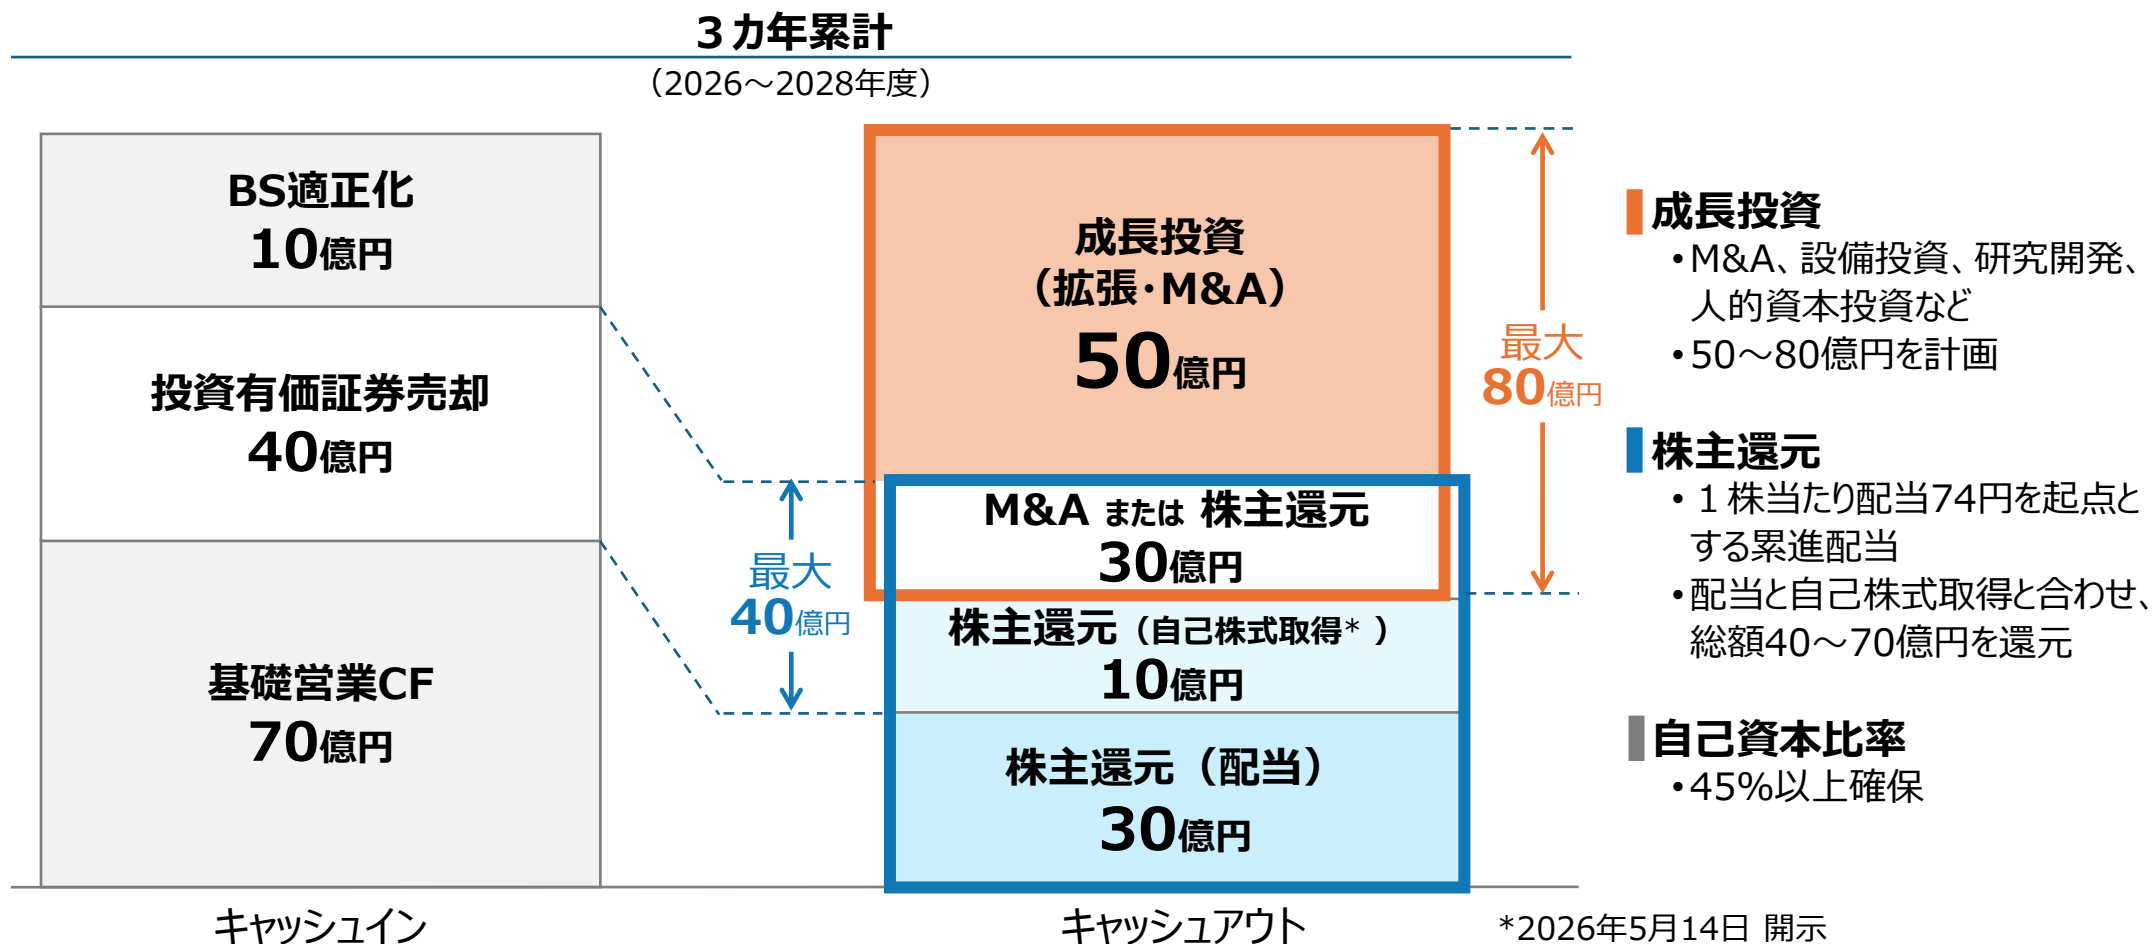 ３カ年累計
（2026～2028年度）
BS適正化
10億円
投資有価証券売却
40億円
基礎営業CF
70億円
キャッシュイン
最大
40億円
成長投資
（拡張・M&A）
50億円
M&A または 株主還元
30億円
株主還元（自己株式取得* ）
10億円
株主還元（配当）
30億円
キャッシュアウト
最大
80億円
成長投資
•M&A、設備投資、研究開発、
人的資本投資など
•50～80億円を計画
株主還元
•１株当たり配当74円を起点と
する累進配当
•配当と自己株式取得と合わせ、
総額40～70億円を還元
自己資本比率
•45%以上確保
*2026年5月14日 開示